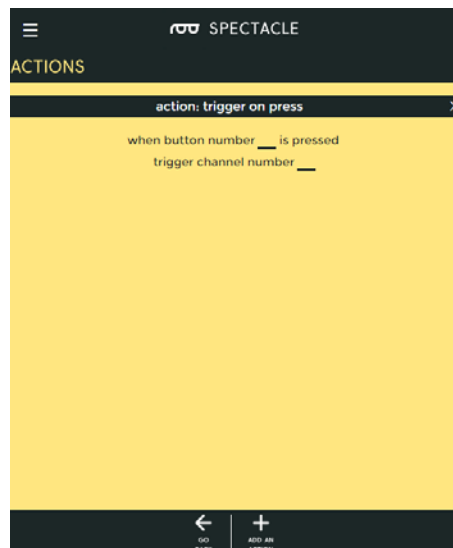 SPECTACLE
ACTIONS
action: trigger on press
when button number __ is pressed
trigger channel number __
GO
ADD AN